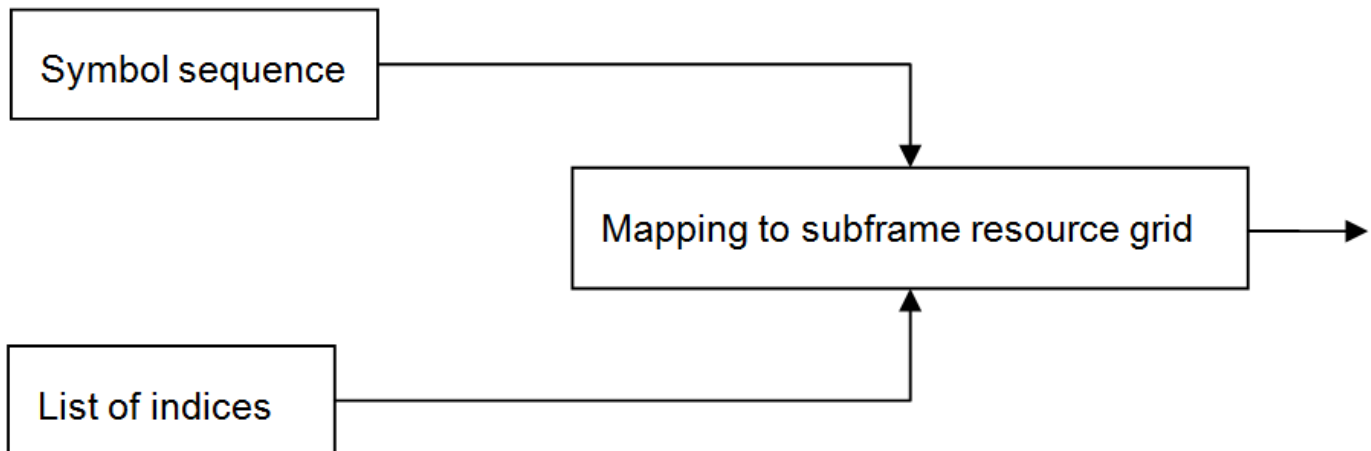 Symbol sequence
Mapping to subframe resource grid
List of indices